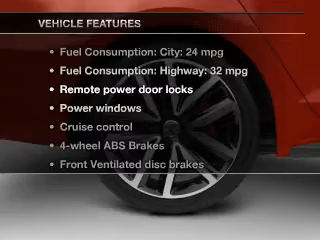 VEHICLE FEATURES
• Fuel Consumption: City: 24 mpg
• Fuel Consumption: Highway: 32 mpg
• Remote power door locks
• Power windows
• Cruise control
• 4-wheel ABS Brakes
• Front Ventilated disc brakes